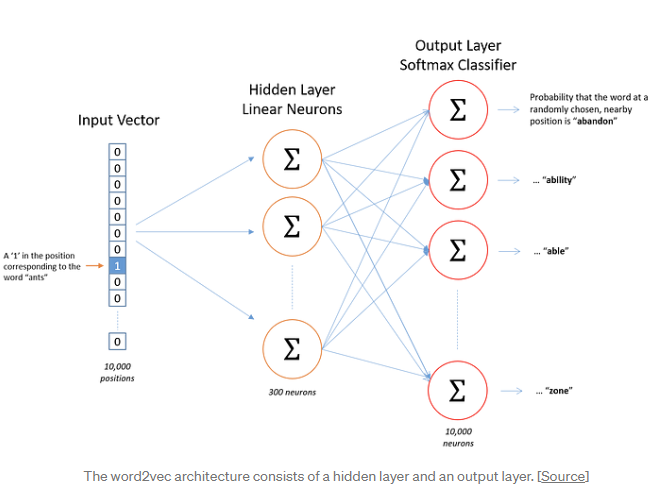 Output Layer
Softmax Classifier
Hidden Layer
Linear Neurons
Input Vector
0
0
0
0
0
0
0
1
0
0
0
A '1' in the position
corresponding to the
word "ants"
10,000
positions
Σ
Σ
Σ
300 neurons
Σ
Σ
Σ
Σ
10,000
neurons
Probability that the word at a
randomly chosen, nearby
position is "abandon"
... "ability"
... "able"
... "zone"
The word2vec architecture consists of a hidden layer and an output layer. [Source]